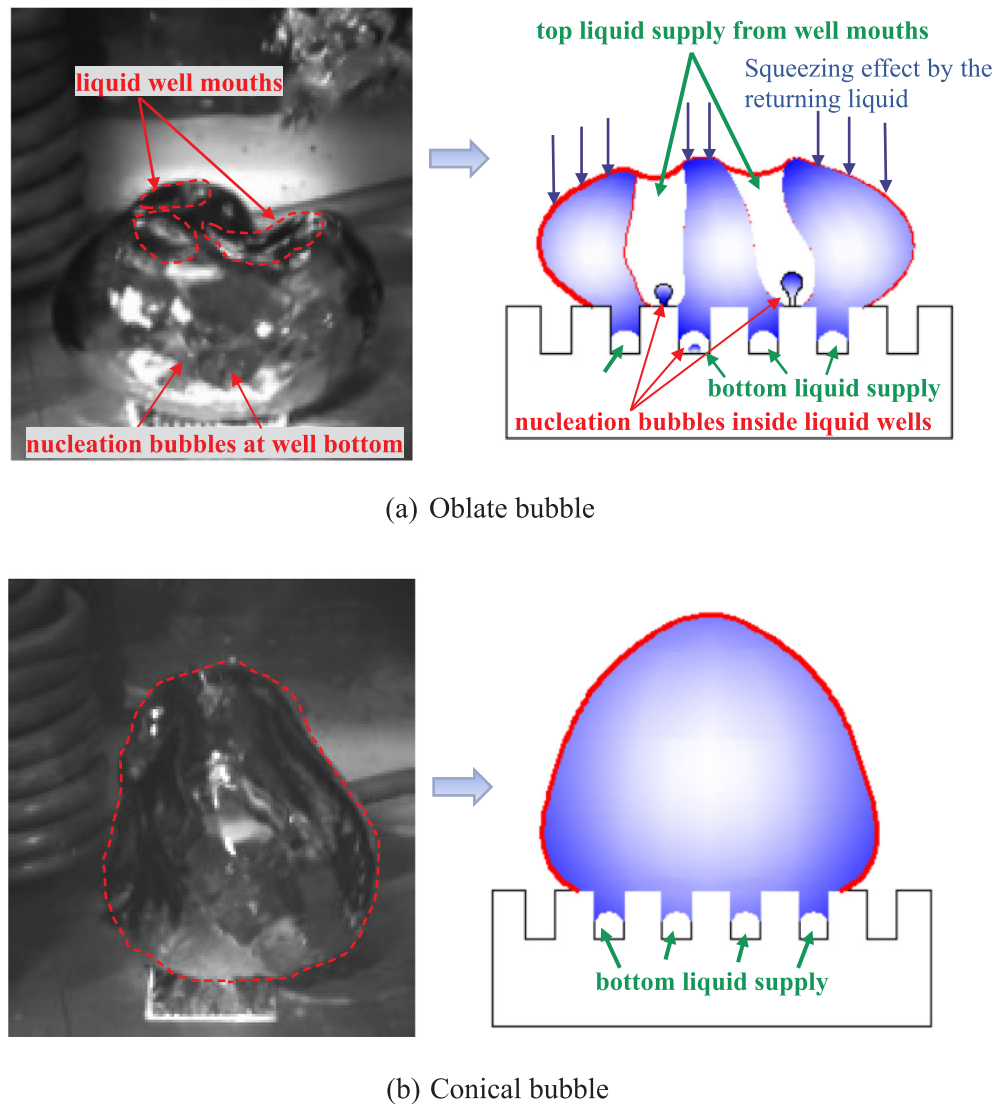 liquid well mouths
nucleation bubbles at well bottom
top liquid supply from well mouths
Squeezing effect by the
returning liquid
bottom liquid supply
nucleation bubbles inside liquid wells
(a) Oblate bubble
bottom liquid supply
(b) Conical bubble